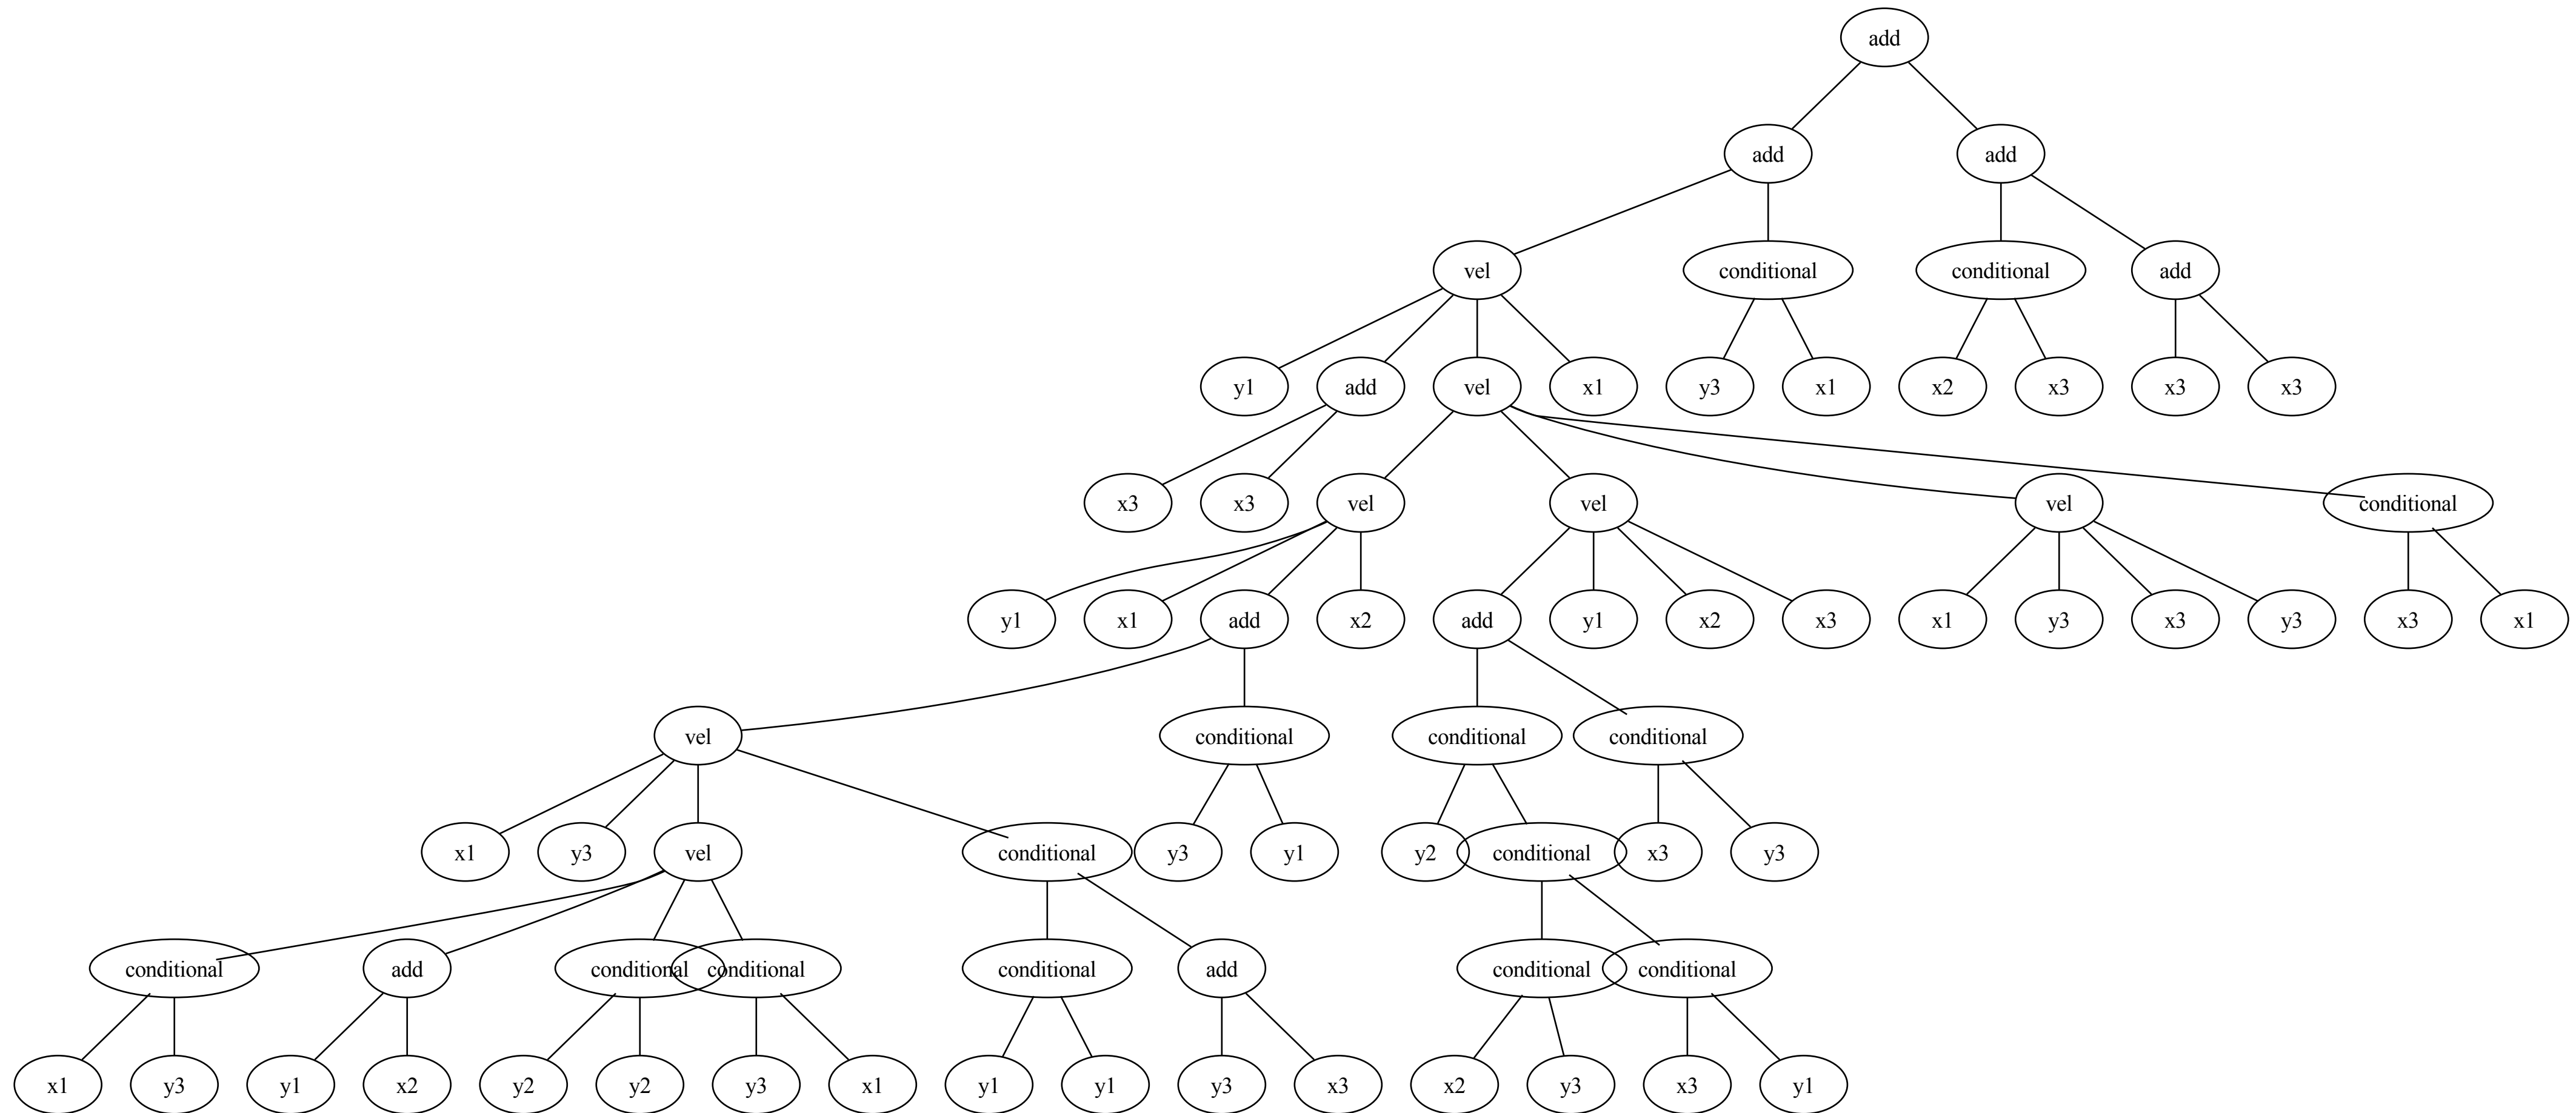 add
add add
vel conditional conditional add
y1 add vel x1 y3 x1 x2 x3 x3 x3
x3 x3 vel vel vel conditional
y1 x1 add x2 add y1 x2 x3 x1 y3 x3 y3 x3 x1
vel conditional conditional conditional
x1 y3 vel conditional y3 y1 y2 conditional x3 y3
conditional add conditional conditional conditional add conditional conditional
x1 y3 y1 x2 y2 y2 y3 x1 y1 y1 y3 x3 x2 y3 x3 y1